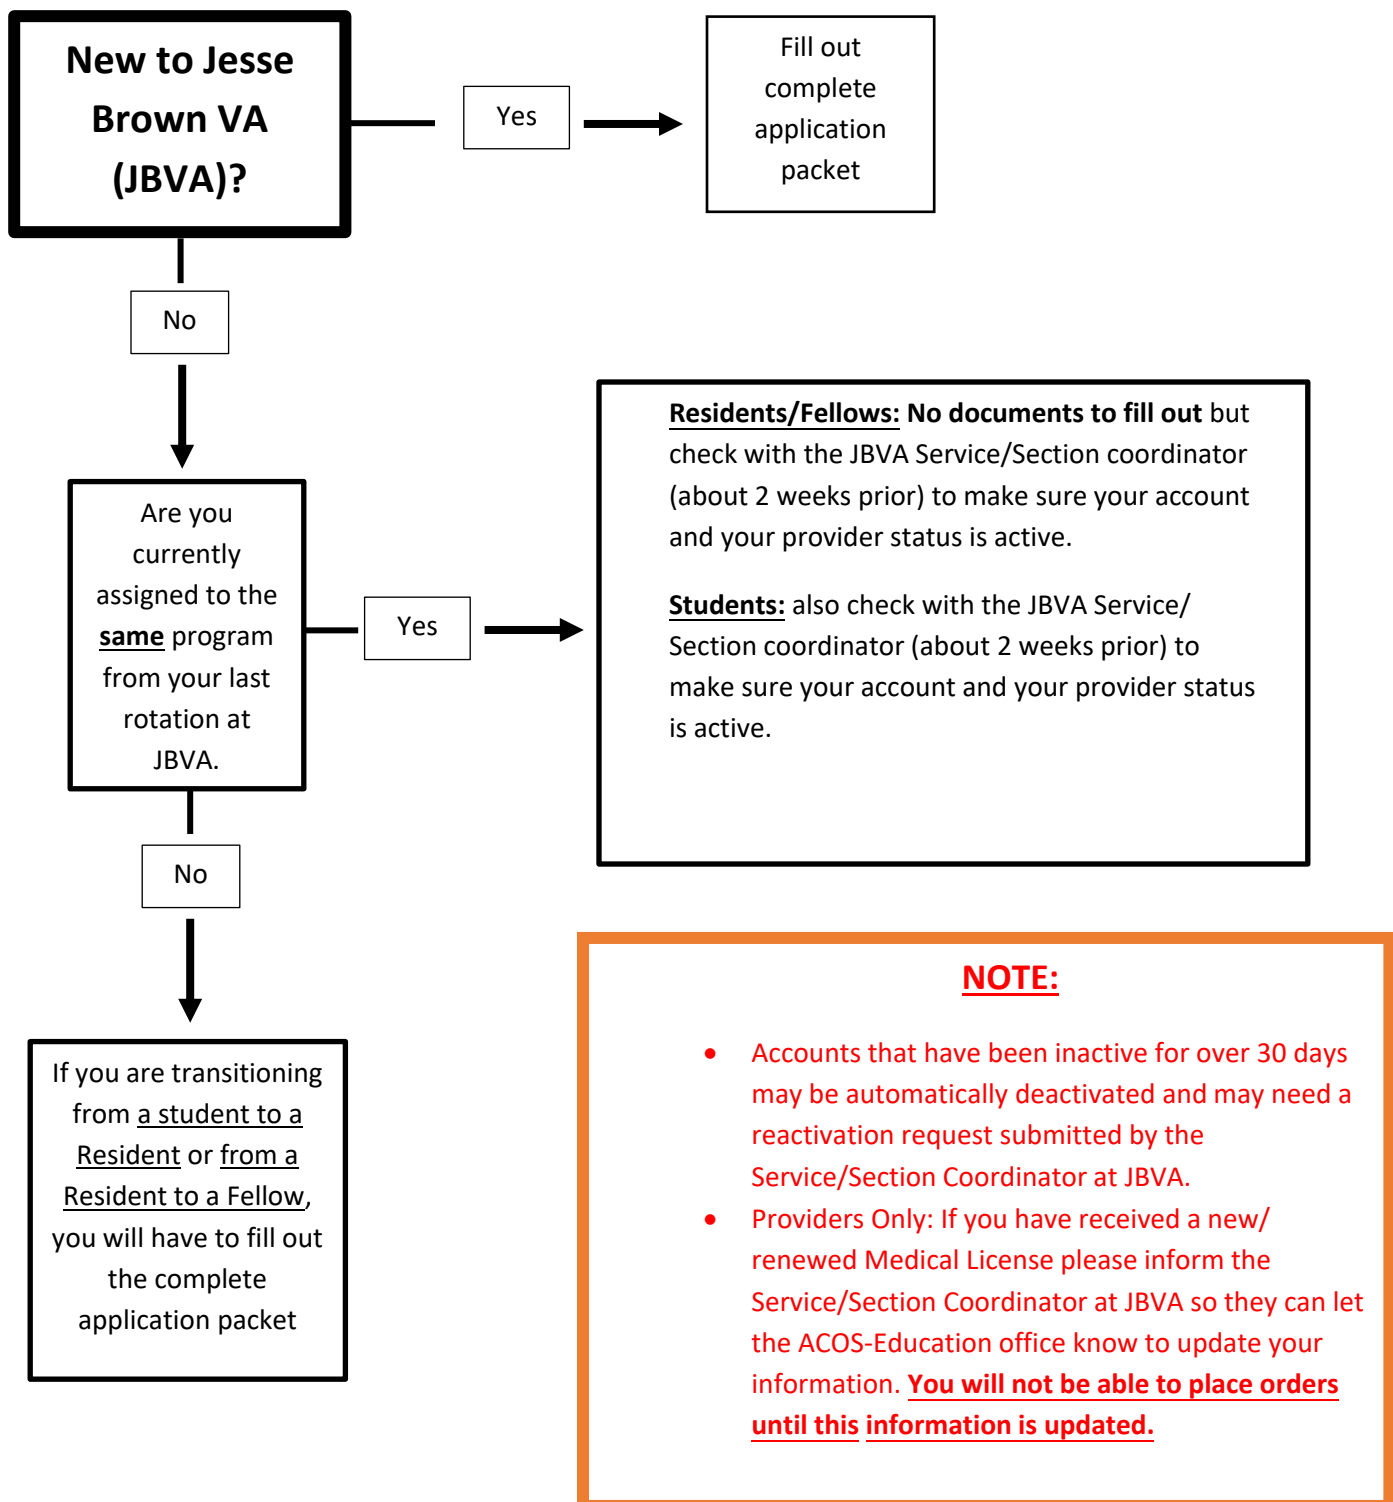 New to Jesse
Brown VA
(JBVA)?
Yes
Fill out
complete
application
packet
No
Are you
currently
assigned to the
same program
from your last
rotation at
JBVA.
Yes
Residents/Fellows: No documents to fill out but
check with the JBVA Service/Section coordinator
(about 2 weeks prior) to make sure your account
and your provider status is active.
Students: also check with the JBVA Service/
Section coordinator (about 2 weeks prior) to
make sure your account and your provider status
is active.
No
If you are transitioning
from a student to a
Resident or from a
Resident to a Fellow,
you will have to fill out
the complete
application packet
NOTE:
• Accounts that have been inactive for over 30 days
may be automatically deactivated and may need a
reactivation request submitted by the
Service/Section Coordinator at JBVA.
• Providers Only: If you have received a new/
renewed Medical License please inform the
Service/Section Coordinator at JBVA so they can let
the ACOS-Education office know to update your
information. You will not be able to place orders
until this information is updated.